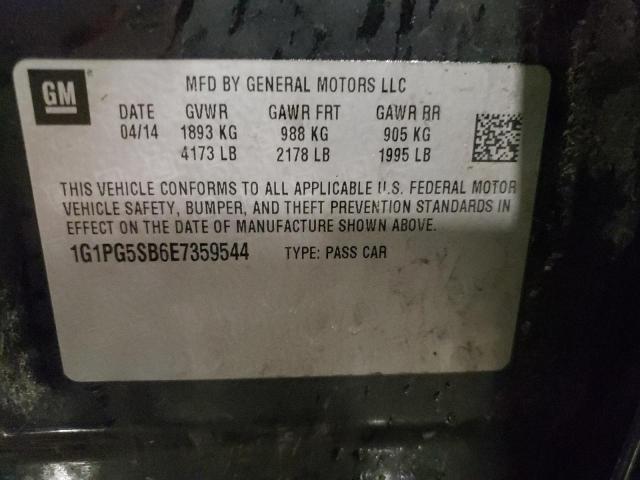 GM
MFD BY GENERAL MOTORS LLC
DATE GVWR GAWR FRT GAWR RR
04/14 1893 KG 988 KG 905 KG
4173 LB 2178 LB 1995 LB
THIS VEHICLE CONFORMS TO ALL APPLICABLE U.S. FEDERAL MOTOR
VEHICLE SAFETY, BUMPER, AND THEFT PREVENTION STANDARDS IN
EFFECT ON THE DATE OF MANUFACTURE SHOWN ABOVE.
1G1PG5SB6E7359544 TYPE: PASS CAR